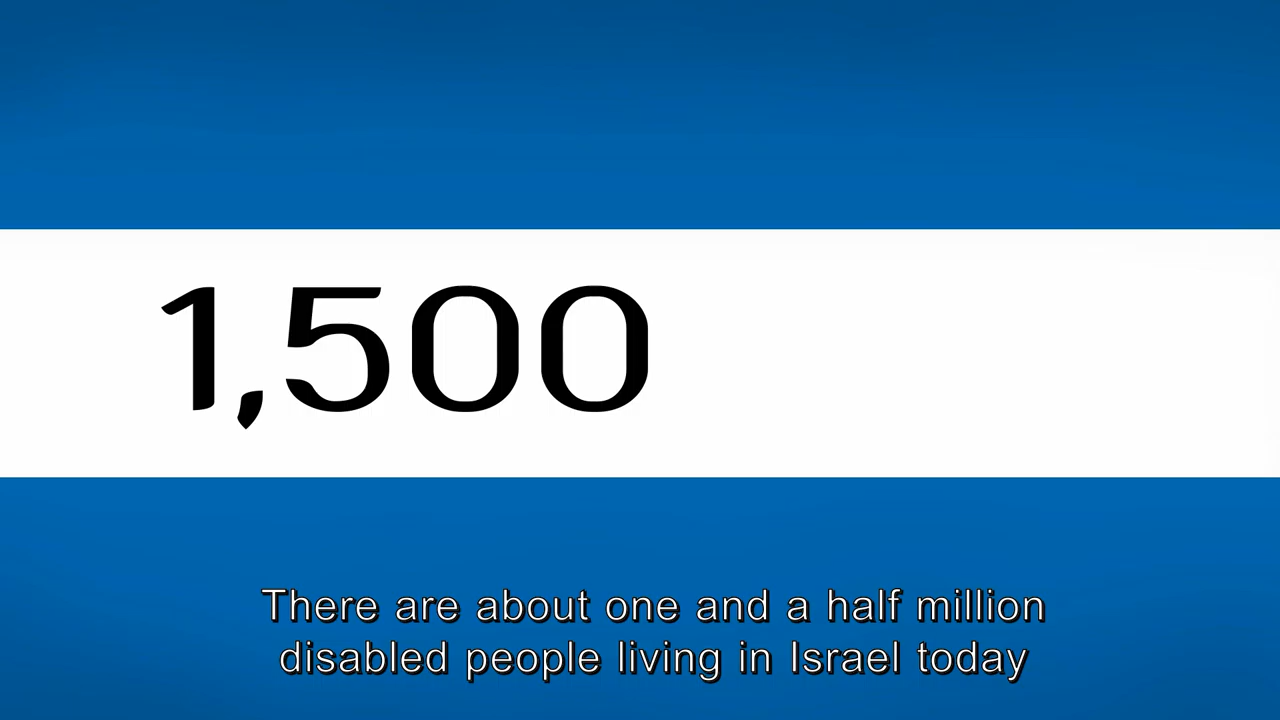 1,500
There are about one and a half million
disabled people living in Israel today